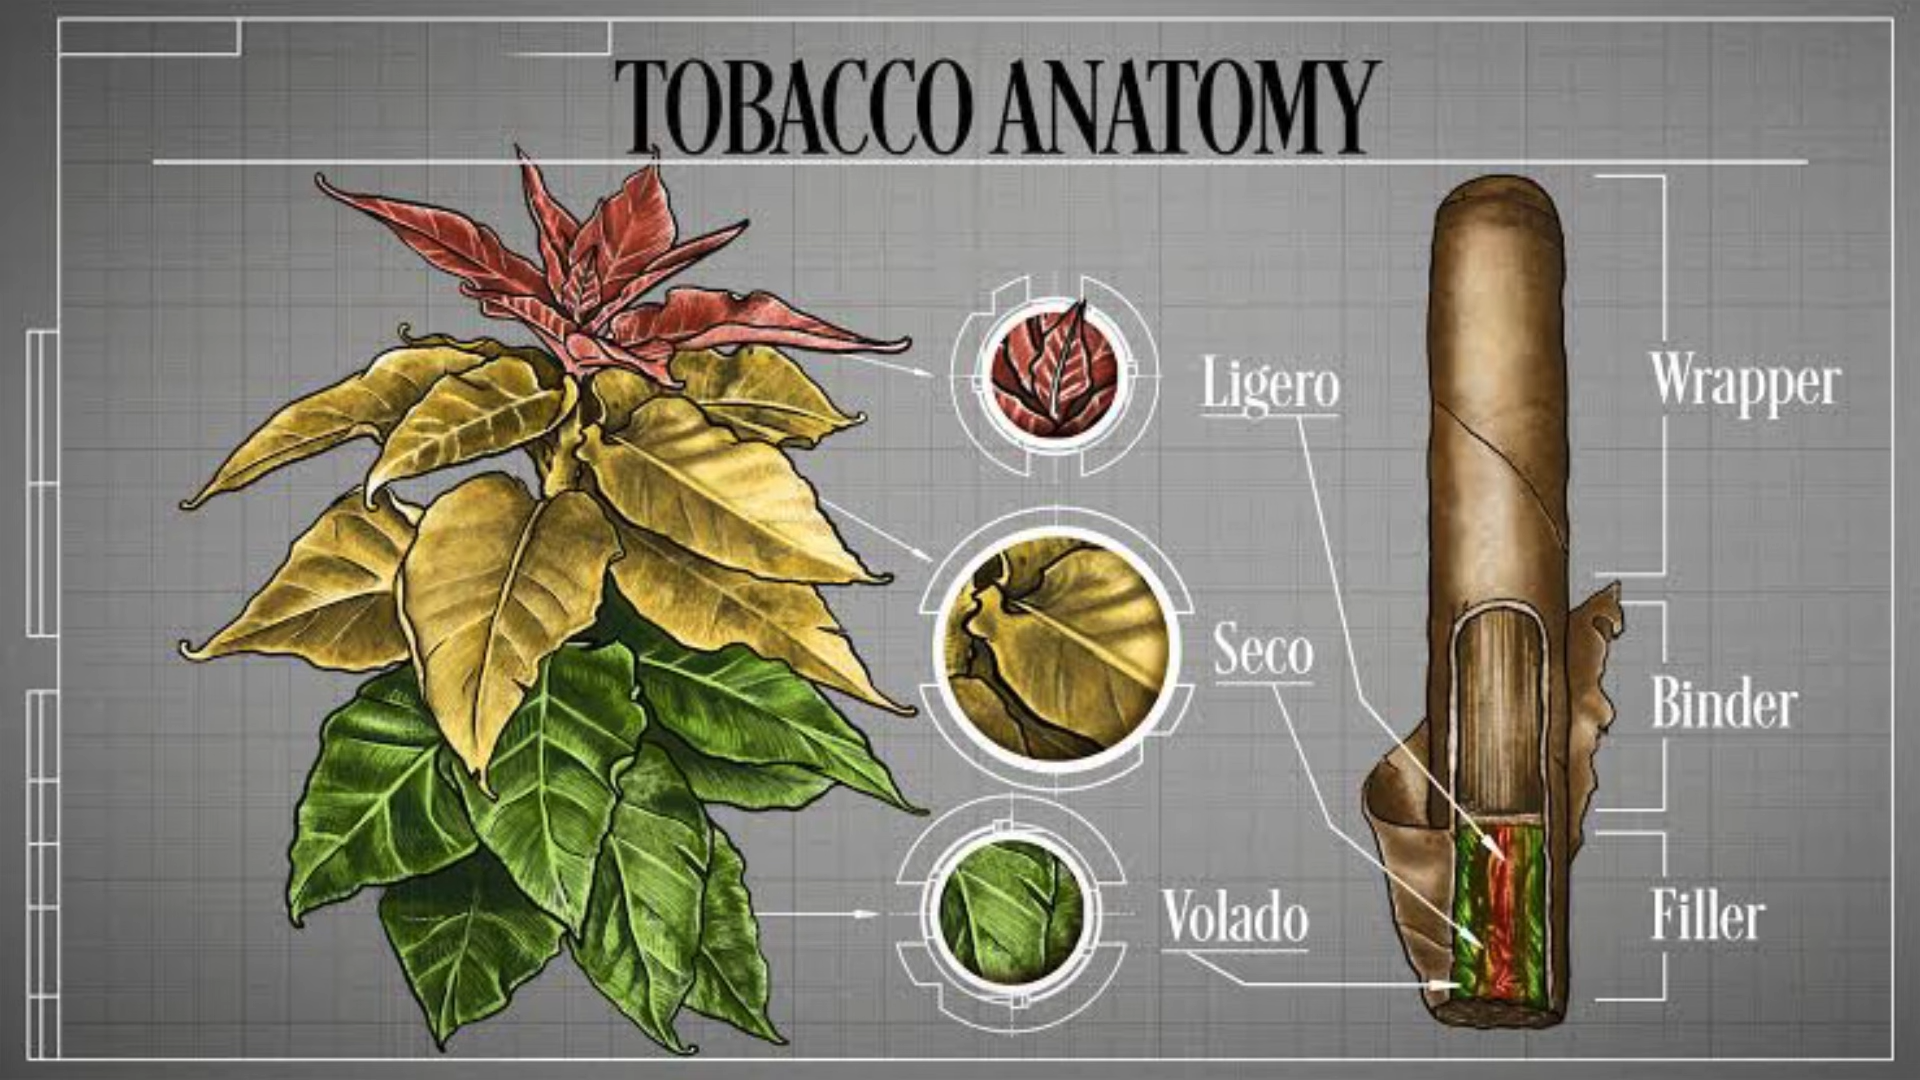 TOBACCO ANATOMY
Ligero
Wrapper
Seco
Binder
Volado
Filler